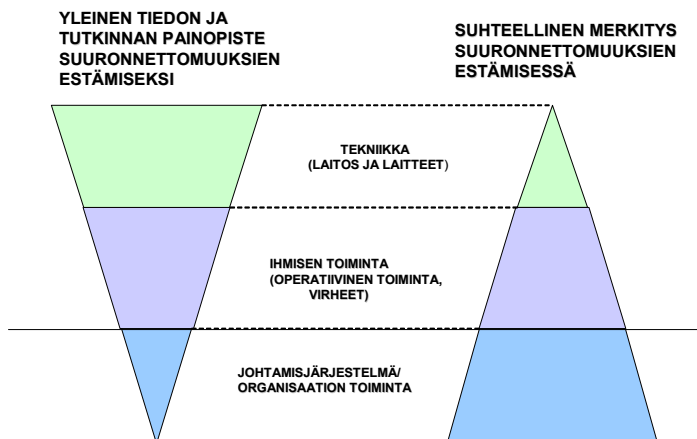 YLEINEN TIEDON JA
TUTKINNAN PAINOPISTE
SUURONNETTOMUUKSIEN
ESTÄMISEKSI
SUHTEELLINEN MERKITYS
SUURONNETTOMUUKSIEN
ESTÄMISESSÄ
TEKNIIKKA
(LAITOS JA LAITTEET)
IHMISEN TOIMINTA
(OPERATIIVINEN TOIMINTA,
VIRHEET)
JOHTAMISJÄRJESTELMÄ/
ORGANISAATION TOIMINTA